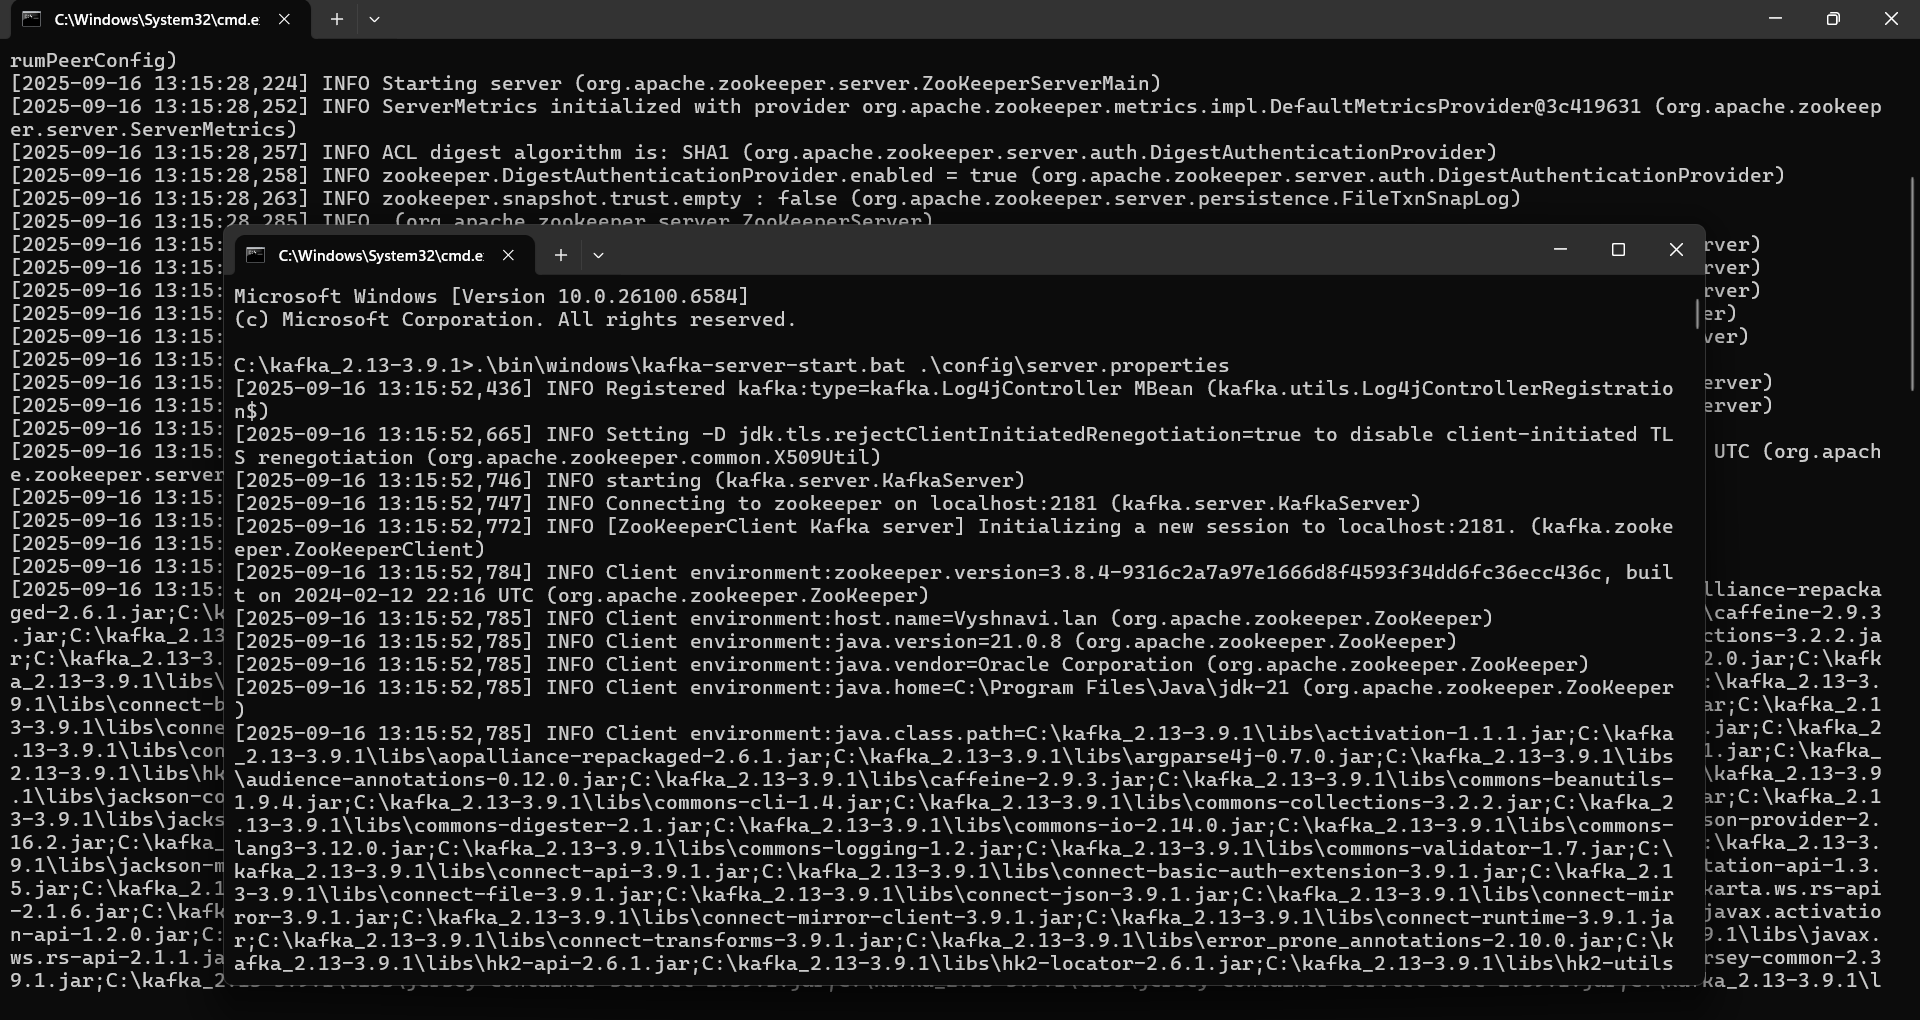 C:\Windows\System32\cmd.e
rumPeerConfig)
[2025-09-16 13:15:28,224] INFO Starting server (org.apache.zookeeper.server.ZooKeeperServerMain)
[2025-09-16 13:15:28,252] INFO ServerMetrics initialized with provider org.apache.zookeeper.metrics.impl.DefaultMetricsProvider@3c419631 (org.apache.zookeep
er.server.ServerMetrics)
[2025-09-16 13:15:28,257] INFO ACL digest algorithm is: SHA1 (org.apache.zookeeper.server.auth.DigestAuthenticationProvider)
[2025-09-16 13:15:28,258] INFO zookeeper.DigestAuthenticationProvider.enabled = true (org.apache.zookeeper.server.auth.DigestAuthenticationProvider)
[2025-09-16 13:15:28,263] INFO zookeeper.snapshot.trust.empty : false (org.apache.zookeeper.server.persistence.FileTxnSnapLog)
[2025-09-16 13:15:28,285] INFO  (org.apache.zookeeper.server.ZooKeeperServer)
[2025-09-16 13:15: rver)
[2025-09-16 13:15: rver)
[2025-09-16 13:15: rver)
[2025-09-16 13:15: er)
[2025-09-16 13:15: ver)
[2025-09-16 13:15:
[2025-09-16 13:15: erver)
[2025-09-16 13:15: erver)
[2025-09-16 13:15:
[2025-09-16 13:15: UTC (org.apach
e.zookeeper.server
[2025-09-16 13:15:
[2025-09-16 13:15:
[2025-09-16 13:15:
[2025-09-16 13:15:
[2025-09-16 13:15: lliance-repacka
ged-2.6.1.jar;C:\k \caffeine-2.9.3
.jar;C:\kafka_2.13 ctions-3.2.2.ja
r;C:\kafka_2.13-3. 2.0.jar;C:\kafk
a_2.13-3.9.1\libs\ :\kafka_2.13-3.
9.1\libs\connect-b ar;C:\kafka_2.1
3-3.9.1\libs\conne .jar;C:\kafka_2
.13-3.9.1\libs\con 1.jar;C:\kafka_
2.13-3.9.1\libs\hk \kafka_2.13-3.9
.1\libs\jackson-co ar;C:\kafka_2.1
3-3.9.1\libs\jacks son-provider-2.
16.2.jar;C:\kafka_ :\kafka_2.13-3.
9.1\libs\jackson-m tation-api-1.3.
5.jar;C:\kafka_2.1 karta.ws.rs-api
-2.1.6.jar;C:\kafk javax.activatio
n-api-1.2.0.jar;C: 9.1\libs\javax.
ws.rs-api-2.1.1.ja rsey-common-2.3
9.1.jar;C:\kafka_2 ka_2.13-3.9.1\l
C:\Windows\System32\cmd.e
Microsoft Windows [Version 10.0.26100.6584]
(c) Microsoft Corporation. All rights reserved.
C:\kafka_2.13-3.9.1>.\bin\windows\kafka-server-start.bat .\config\server.properties
[2025-09-16 13:15:52,436] INFO Registered kafka:type=kafka.Log4jController MBean (kafka.utils.Log4jControllerRegistratio
n$)
[2025-09-16 13:15:52,665] INFO Setting -D jdk.tls.rejectClientInitiatedRenegotiation=true to disable client-initiated TL
S renegotiation (org.apache.zookeeper.common.X509Util)
[2025-09-16 13:15:52,746] INFO starting (kafka.server.KafkaServer)
[2025-09-16 13:15:52,747] INFO Connecting to zookeeper on localhost:2181 (kafka.server.KafkaServer)
[2025-09-16 13:15:52,772] INFO [ZooKeeperClient Kafka server] Initializing a new session to localhost:2181. (kafka.zooke
eper.ZooKeeperClient)
[2025-09-16 13:15:52,784] INFO Client environment:zookeeper.version=3.8.4-9316c2a7a97e1666d8f4593f34dd6fc36ecc436c, buil
t on 2024-02-12 22:16 UTC (org.apache.zookeeper.ZooKeeper)
[2025-09-16 13:15:52,785] INFO Client environment:host.name=Vyshnavi.lan (org.apache.zookeeper.ZooKeeper)
[2025-09-16 13:15:52,785] INFO Client environment:java.version=21.0.8 (org.apache.zookeeper.ZooKeeper)
[2025-09-16 13:15:52,785] INFO Client environment:java.vendor=Oracle Corporation (org.apache.zookeeper.ZooKeeper)
[2025-09-16 13:15:52,785] INFO Client environment:java.home=C:\Program Files\Java\jdk-21 (org.apache.zookeeper.ZooKeeper
)
[2025-09-16 13:15:52,785] INFO Client environment:java.class.path=C:\kafka_2.13-3.9.1\libs\activation-1.1.1.jar;C:\kafka
_2.13-3.9.1\libs\aopalliance-repackaged-2.6.1.jar;C:\kafka_2.13-3.9.1\libs\argparse4j-0.7.0.jar;C:\kafka_2.13-3.9.1\libs
\audience-annotations-0.12.0.jar;C:\kafka_2.13-3.9.1\libs\caffeine-2.9.3.jar;C:\kafka_2.13-3.9.1\libs\commons-beanutils-
1.9.4.jar;C:\kafka_2.13-3.9.1\libs\commons-cli-1.4.jar;C:\kafka_2.13-3.9.1\libs\commons-collections-3.2.2.jar;C:\kafka_2
.13-3.9.1\libs\commons-digester-2.1.jar;C:\kafka_2.13-3.9.1\libs\commons-io-2.14.0.jar;C:\kafka_2.13-3.9.1\libs\commons-
lang3-3.12.0.jar;C:\kafka_2.13-3.9.1\libs\commons-logging-1.2.jar;C:\kafka_2.13-3.9.1\libs\commons-validator-1.7.jar;C:\
kafka_2.13-3.9.1\libs\connect-api-3.9.1.jar;C:\kafka_2.13-3.9.1\libs\connect-basic-auth-extension-3.9.1.jar;C:\kafka_2.1
3-3.9.1\libs\connect-file-3.9.1.jar;C:\kafka_2.13-3.9.1\libs\connect-json-3.9.1.jar;C:\kafka_2.13-3.9.1\libs\connect-mir
ror-3.9.1.jar;C:\kafka_2.13-3.9.1\libs\connect-mirror-client-3.9.1.jar;C:\kafka_2.13-3.9.1\libs\connect-runtime-3.9.1.ja
r;C:\kafka_2.13-3.9.1\libs\connect-transforms-3.9.1.jar;C:\kafka_2.13-3.9.1\libs\error_prone_annotations-2.10.0.jar;C:\k
afka_2.13-3.9.1\libs\hk2-api-2.6.1.jar;C:\kafka_2.13-3.9.1\libs\hk2-locator-2.6.1.jar;C:\kafka_2.13-3.9.1\libs\hk2-utils